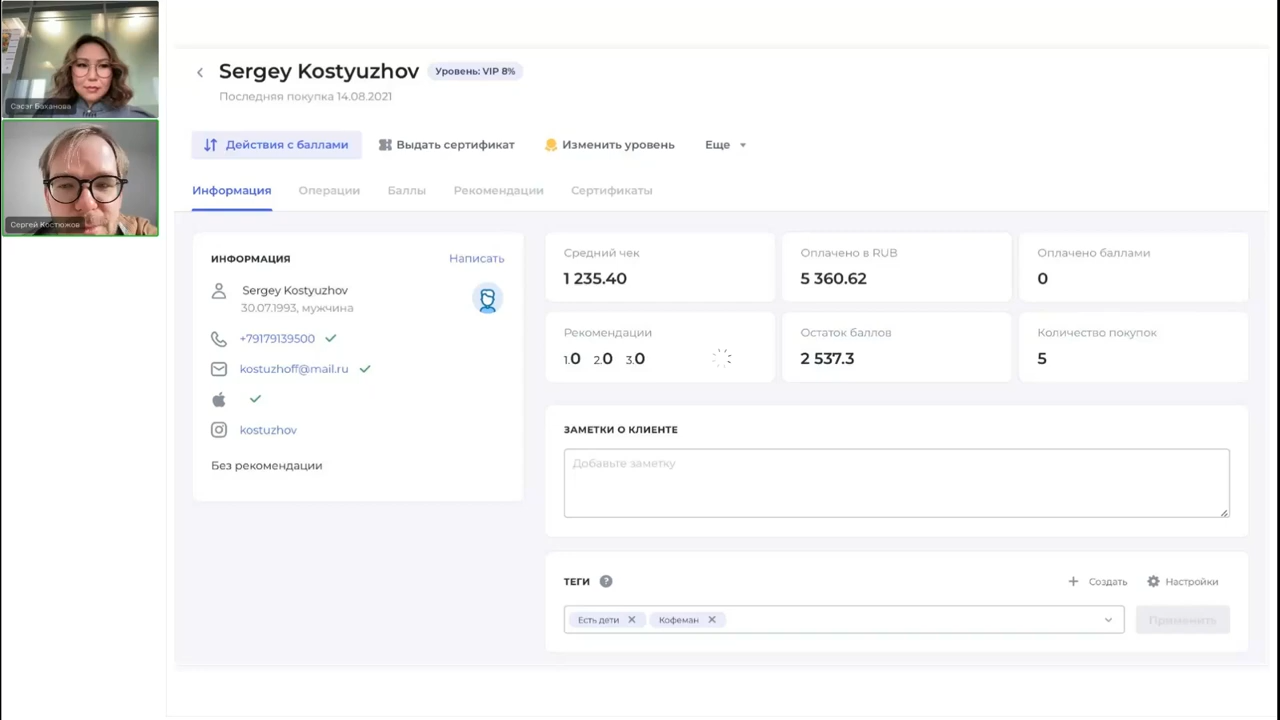 Сэсэг Баханова
Сергей Костюжов
Sergey Kostyuzhov
Уровень: VIP 8%
Последняя покупка 14.08.2021
Действия с баллами
Выдать сертификат
Изменить уровень
Еще
Информация
Операции
Баллы
Рекомендации
Сертификаты
ИНФОРМАЦИЯ
Написать
Sergey Kostyuzhov
30.07.1993, мужчина
+79179139500
kostuzhoff@mail.ru
kostuzhov
Без рекомендации
Средний чек
1 235.40
Оплачено в RUB
5 360.62
Оплачено баллами
0
Рекомендации
1.0 2.0 3.0
Остаток баллов
2 537.3
Количество покупок
5
ЗАМЕТКИ О КЛИЕНТЕ
Добавьте заметку
ТЕГИ ?
+ Создать
Настройки
Есть дети ✕
Кофеман ✕
Применить